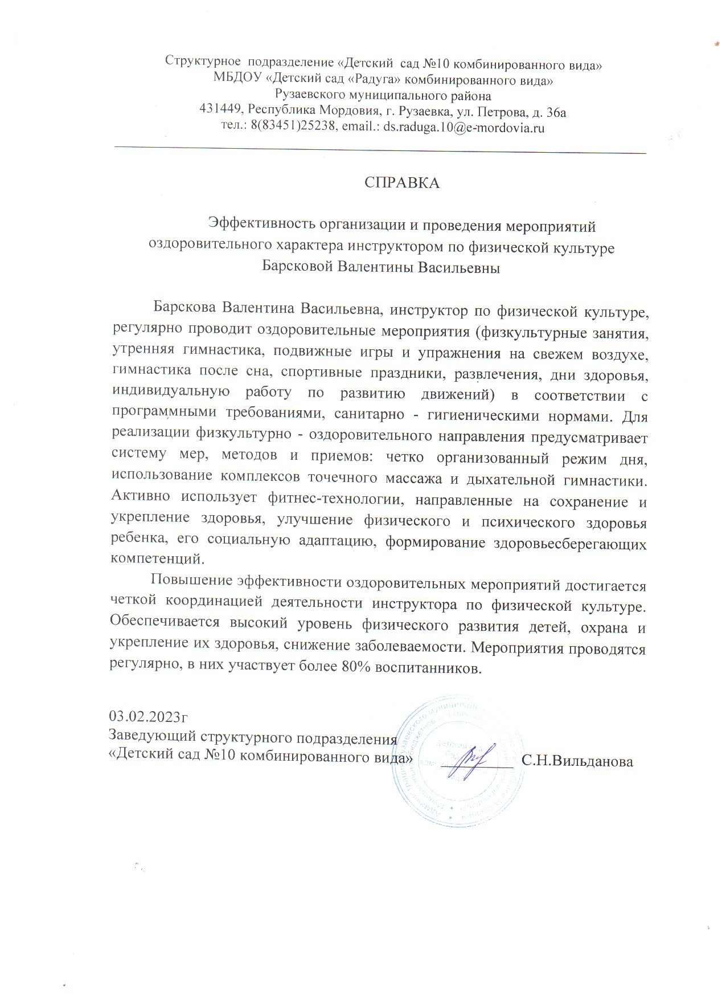 Структурное подразделение «Детский сад №10 комбинированного вида»
МБДОУ «Детский сад «Радуга» комбинированного вида»
Рузаевского муниципального района
431449, Республика Мордовия, г. Рузаевка, ул. Петрова, д. 36а
тел.: 8(83451)25238, email.: ds.raduga.10@e-mordovia.ru
СПРАВКА
Эффективность организации и проведения мероприятий
оздоровительного характера инструктором по физической культуре
Барсковой Валентины Васильевны
Барскова Валентина Васильевна, инструктор по физической культуре,
регулярно проводит оздоровительные мероприятия (физкультурные занятия,
утренняя гимнастика, подвижные игры и упражнения на свежем воздухе,
гимнастика после сна, спортивные праздники, развлечения, дни здоровья,
индивидуальную работу по развитию движений) в соответствии с
программными требованиями, санитарно - гигиеническими нормами. Для
реализации физкультурно - оздоровительного направления предусматривает
систему мер, методов и приемов: четко организованный режим дня,
использование комплексов точечного массажа и дыхательной гимнастики.
Активно использует фитнес-технологии, направленные на сохранение и
укрепление здоровья, улучшение физического и психического здоровья
ребенка, его социальную адаптацию, формирование здоровьесберегающих
компетенций.
Повышение эффективности оздоровительных мероприятий достигается
четкой координацией деятельности инструктора по физической культуре.
Обеспечивается высокий уровень физического развития детей, охрана и
укрепление их здоровья, снижение заболеваемости. Мероприятия проводятся
регулярно, в них участвует более 80% воспитанников.
03.02.2023г
Заведующий структурного подразделения
«Детский сад №10 комбинированного вида» С.Н.Вильданова